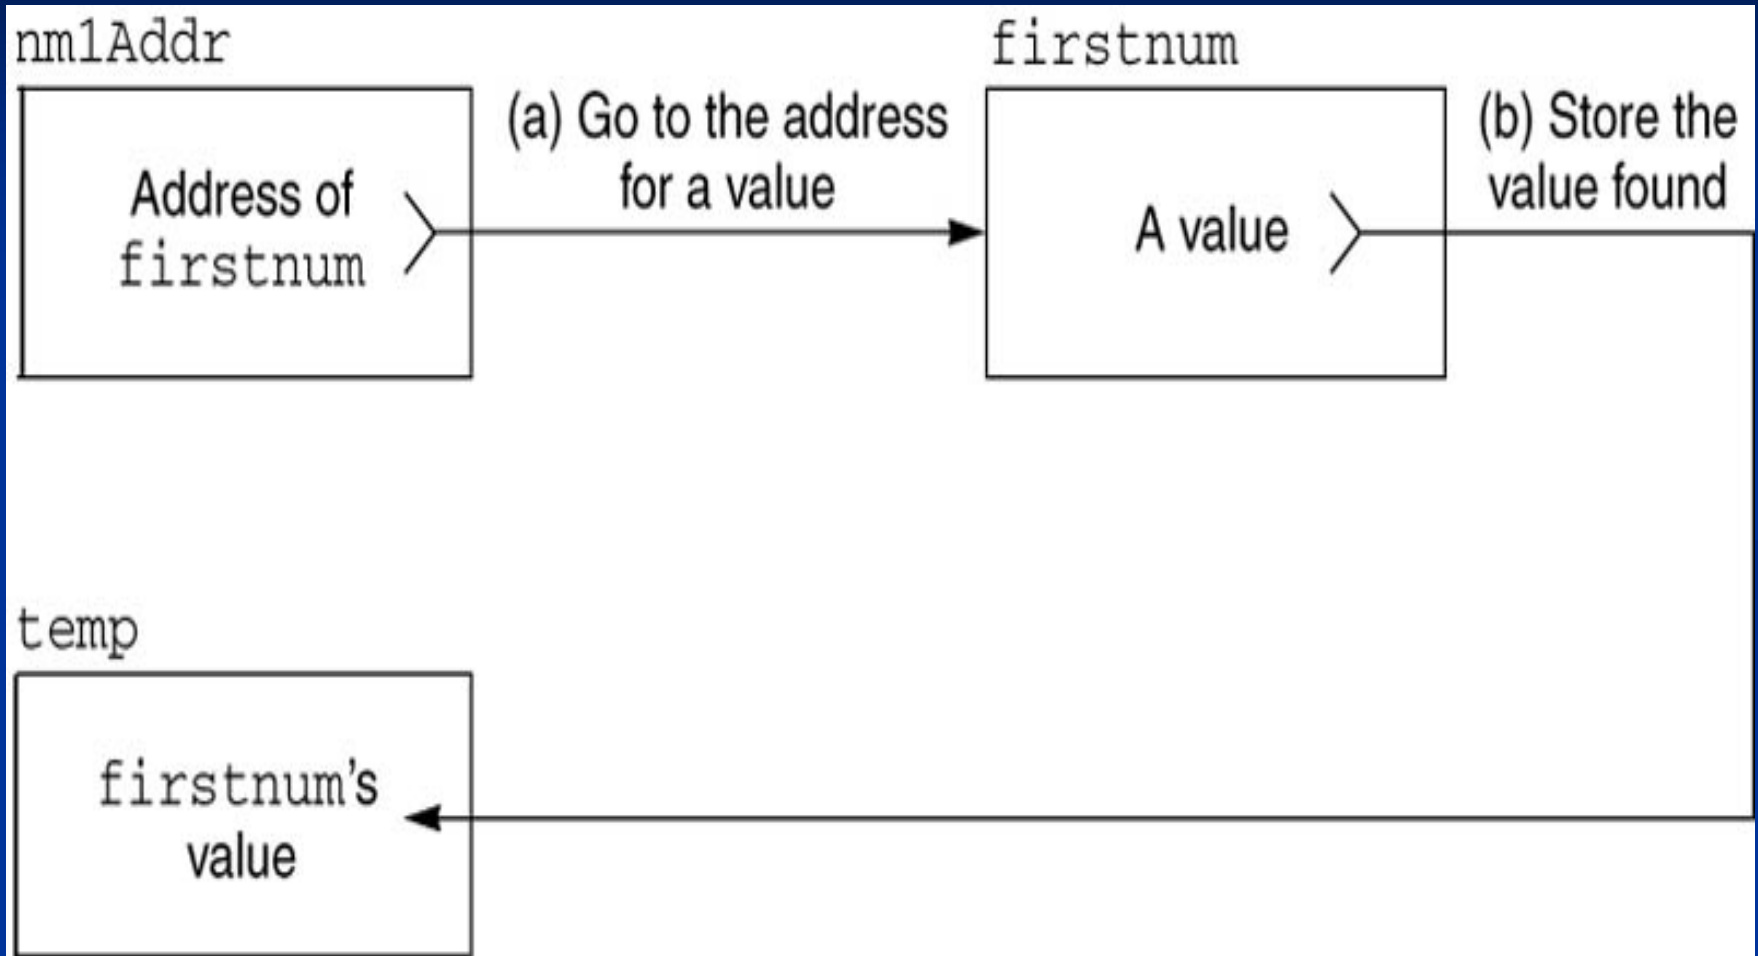 nm1Addr
firstnum
(a) Go to the address
for a value
(b) Store the
value found
Address of
firstnum
A value
temp
firstnum's
value